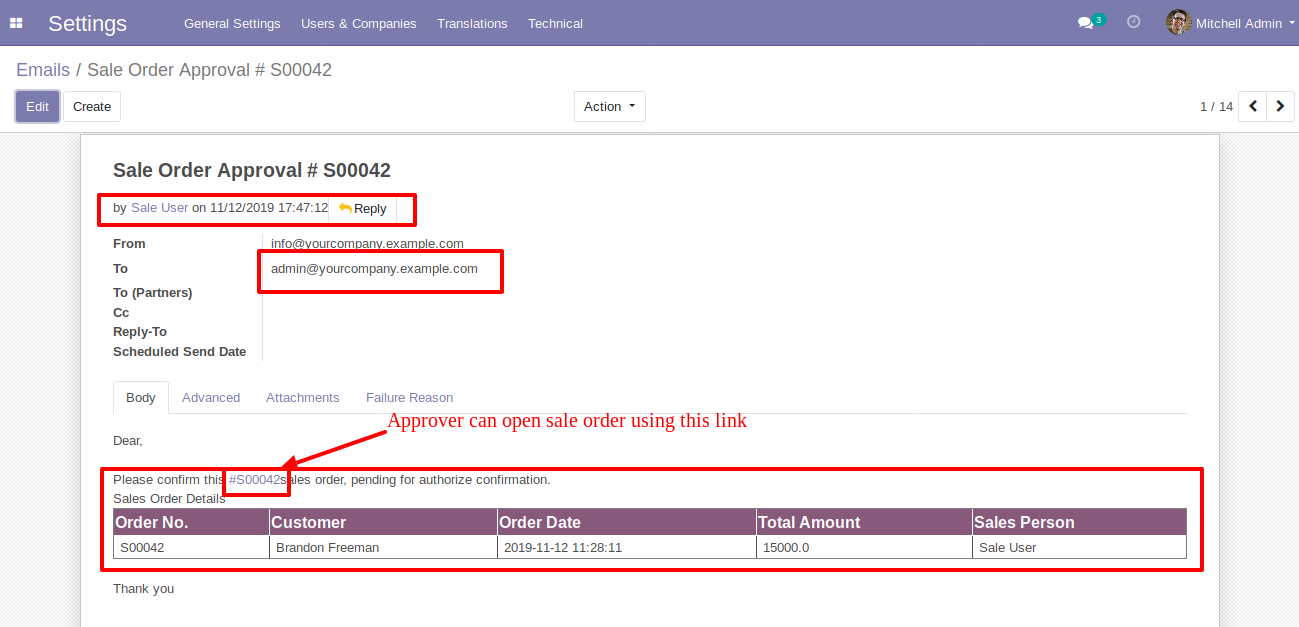 Settings General Settings Users & Companies Translations Technical 3 Mitchell Admin
Emails / Sale Order Approval # S00042
Edit Create Action 1 / 14
Sale Order Approval # S00042
by Sale User on 11/12/2019 17:47:12 Reply
From info@yourcompany.example.com
To admin@yourcompany.example.com
To (Partners)
Cc
Reply-To
Scheduled Send Date
Body Advanced Attachments Failure Reason
Approver can open sale order using this link
Dear,
Please confirm this #S00042sales order, pending for authorize confirmation.
Sales Order Details
Order No. Customer Order Date Total Amount Sales Person
S00042 Brandon Freeman 2019-11-12 11:28:11 15000.0 Sale User
Thank you